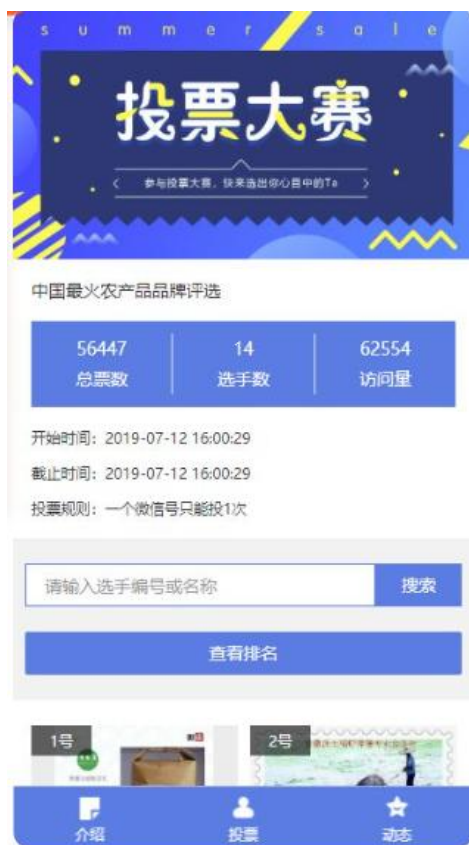 summer sale
投票大赛
参与投票大赛，快来选出你心目中的Ta
中国最火农产品品牌评选
56447 14 62554
总票数 选手数 访问量
开始时间：2019-07-12 16:00:29
截止时间：2019-07-12 16:00:29
投票规则：一个微信号只能投1次
请输入选手编号或名称 搜索
查看排名
1号 2号
介绍 投票 动态